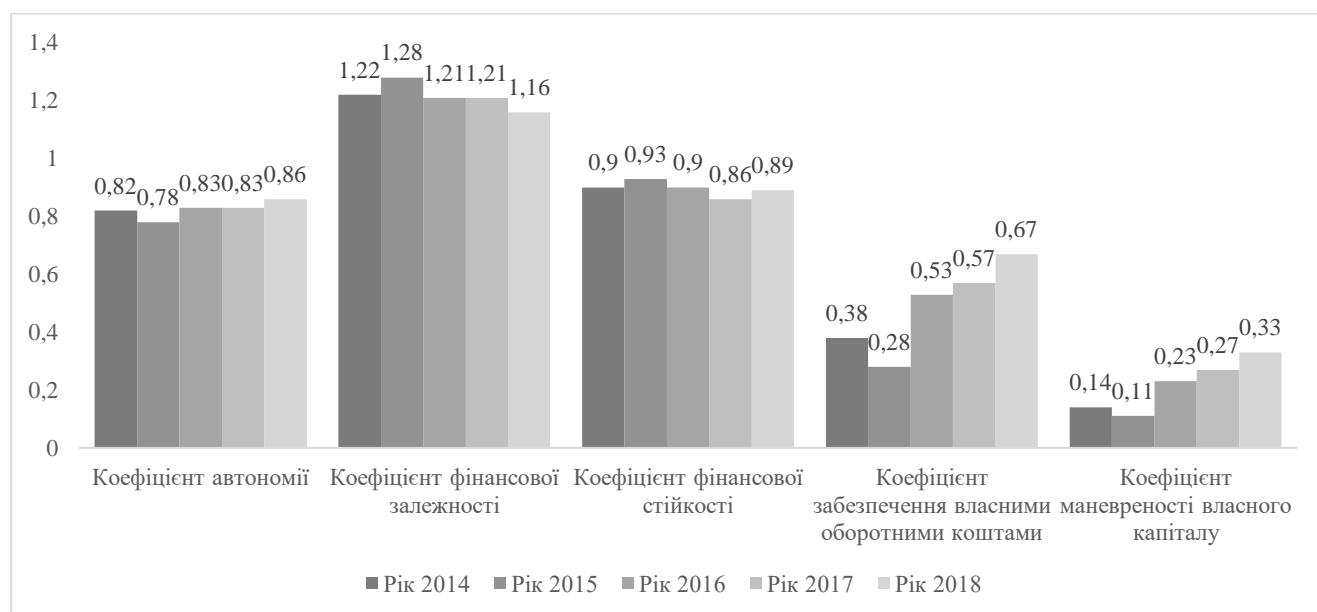 1,4
1,2
1
0,8
0,6
0,4
0,2
0
0,82
0,78
0,83
0,83
0,86
1,22
1,28
1,21
1,21
1,16
0,9
0,93
0,9
0,86
0,89
0,38
0,28
0,53
0,57
0,67
0,14
0,11
0,23
0,27
0,33
Коефіцієнт автономії
Коефіцієнт фінансової
залежності
Коефіцієнт фінансової
стійкості
Коефіцієнт
забезпечення власними
оборотними коштами
Коефіцієнт
маневреності власного
капіталу
Рік 2014 Рік 2015 Рік 2016 Рік 2017 Рік 2018